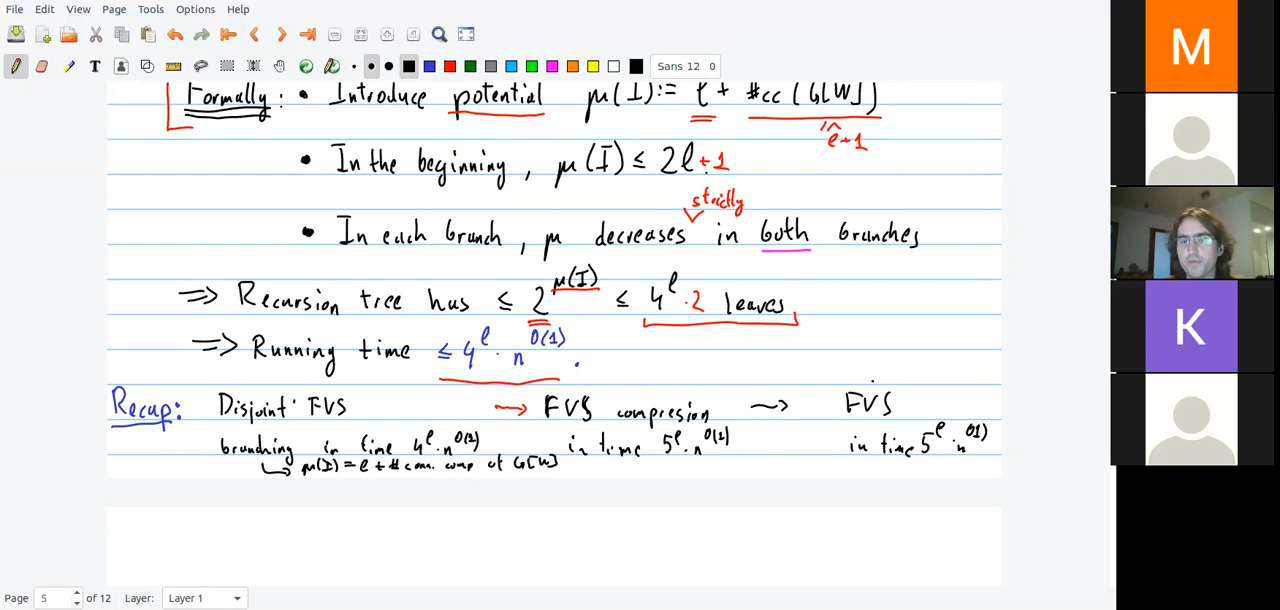 File Edit View Page Tools Options Help
Sans 12 0
Formally: • Introduce potential μ(I) := ℓ + #cc (G[W])
ℓ+1
• In the beginning, μ(I) ≤ 2ℓ +1
strictly
• In each branch, μ decreases in both branches
⇒ Recursion tree has ≤ 2^μ(I) ≤ 4^ℓ · 2 leaves
⇒ Running time ≤ 4^ℓ · n^O(1) .
Recap: Disjoint FVS → FVS compresion → FVS
branching in time 4^ℓ · n^O(1) in time 5^ℓ · n^O(1) in time 5^ℓ · n^O(1)
↳ μ(I) = ℓ + # con. comp of G[W]
Page 5 of 12 Layer: Layer 1
M
K